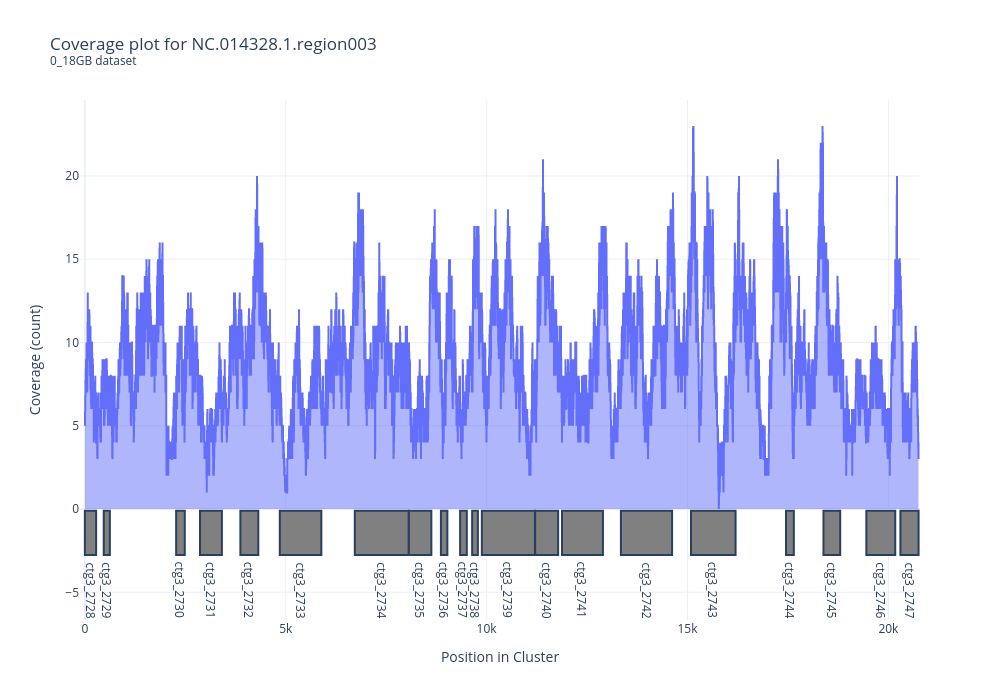 Coverage plot for NC.014328.1.region003
0_18GB dataset
Coverage (count)
20
15
10
5
0
−5
ctg3_2728
ctg3_2729
ctg3_2730
ctg3_2731
ctg3_2732
ctg3_2733
ctg3_2734
ctg3_2735
ctg3_2736
ctg3_2737
ctg3_2738
ctg3_2739
ctg3_2740
ctg3_2741
ctg3_2742
ctg3_2743
ctg3_2744
ctg3_2745
ctg3_2746
ctg3_2747
0 5k 10k 15k 20k
Position in Cluster